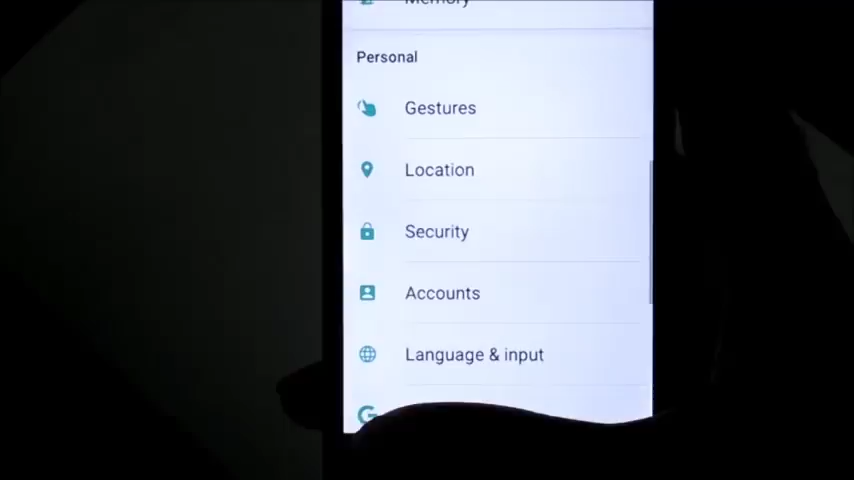 Memory
Personal
Gestures
Location
Security
Accounts
Language & input
G